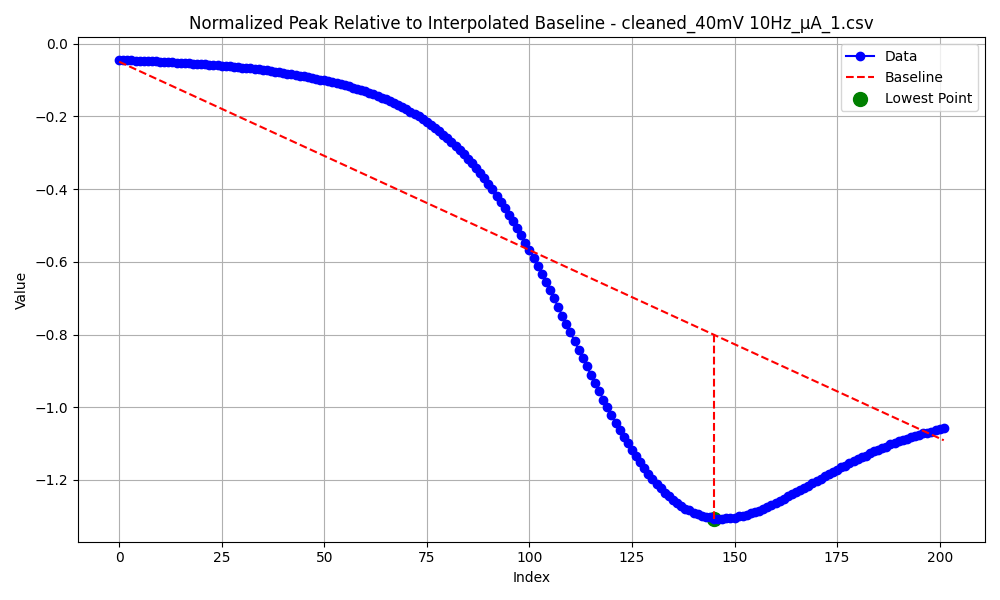 Normalized Peak Relative to Interpolated Baseline - cleaned_40mV 10Hz_μA_1.csv
Data
Baseline
Lowest Point
0.0
−0.2
−0.4
−0.6
−0.8
−1.0
−1.2
Value
0 25 50 75 100 125 150 175 200
Index